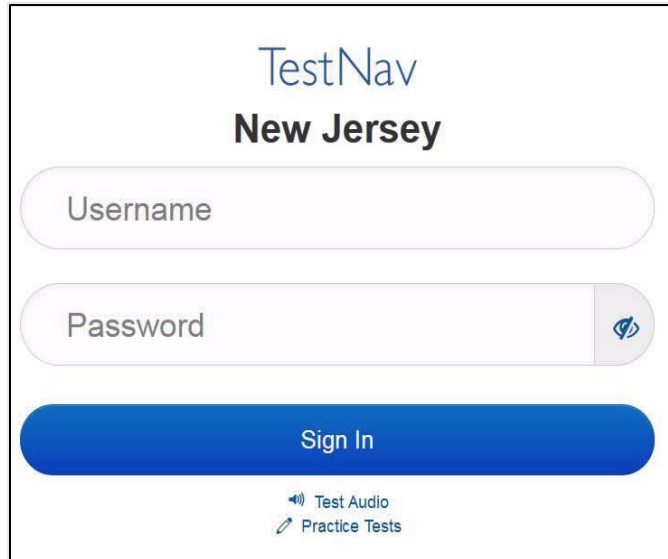 TestNav
New Jersey
Username
Password
Sign In
Test Audio
Practice Tests